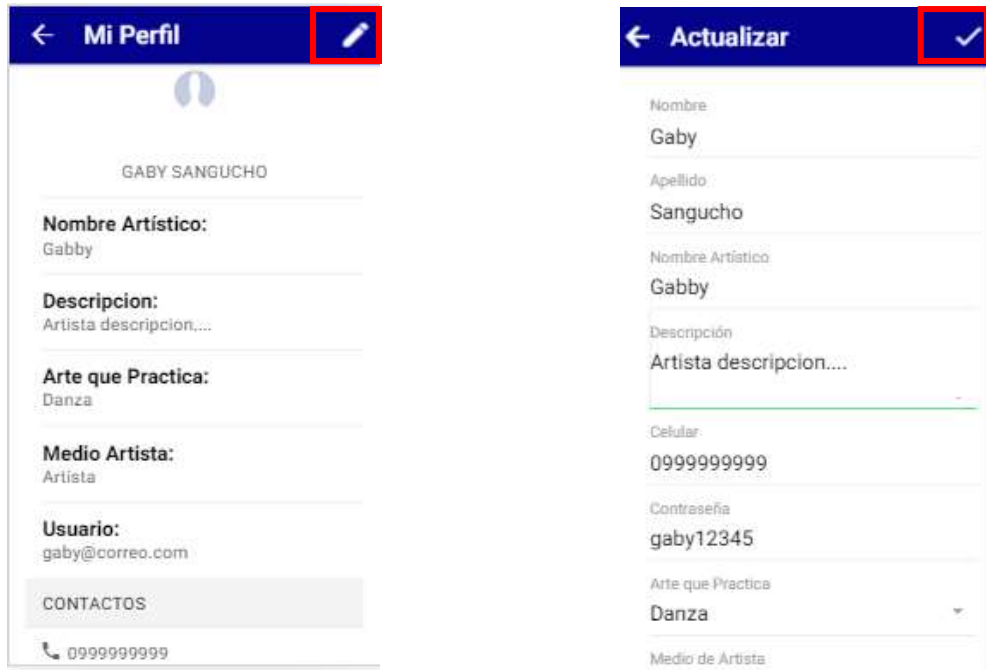 Mi Perfil
GABY SANGUCHO
Nombre Artístico:
Gabby
Descripcion:
Artista descripcion,...
Arte que Practica:
Danza
Medio Artista:
Artista
Usuario:
gaby@correo.com
CONTACTOS
0999999999
Actualizar
Nombre
Gaby
Apellido
Sangucho
Nombre Artístico
Gabby
Descripción
Artista descripcion....
Celular
0999999999
Contraseña
gaby12345
Arte que Practica
Danza
Medio de Artista